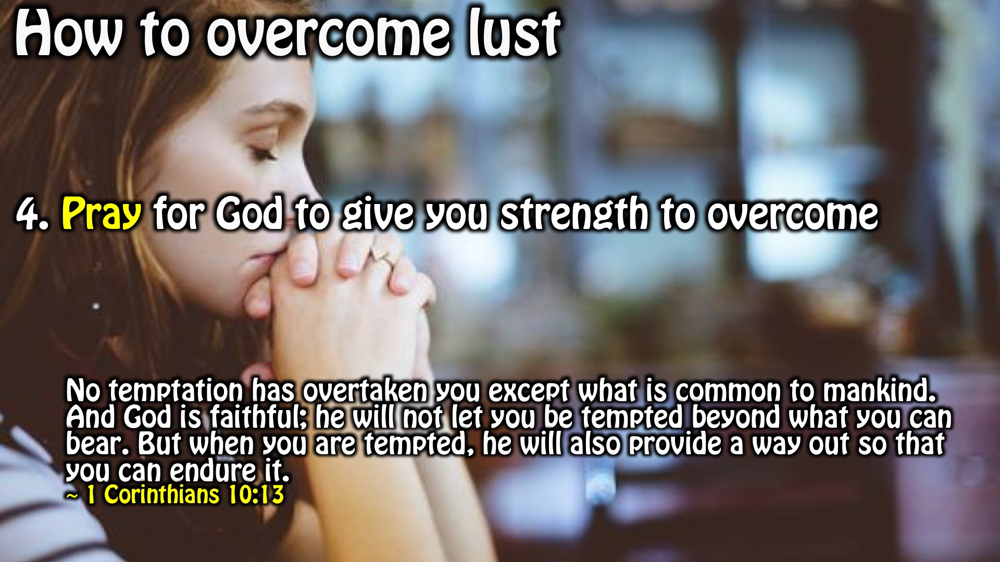 How to overcome lust
4. Pray for God to give you strength to overcome
No temptation has overtaken you except what is common to mankind.
And God is faithful; he will not let you be tempted beyond what you can
bear. But when you are tempted, he will also provide a way out so that
you can endure it.
~ 1 Corinthians 10:13